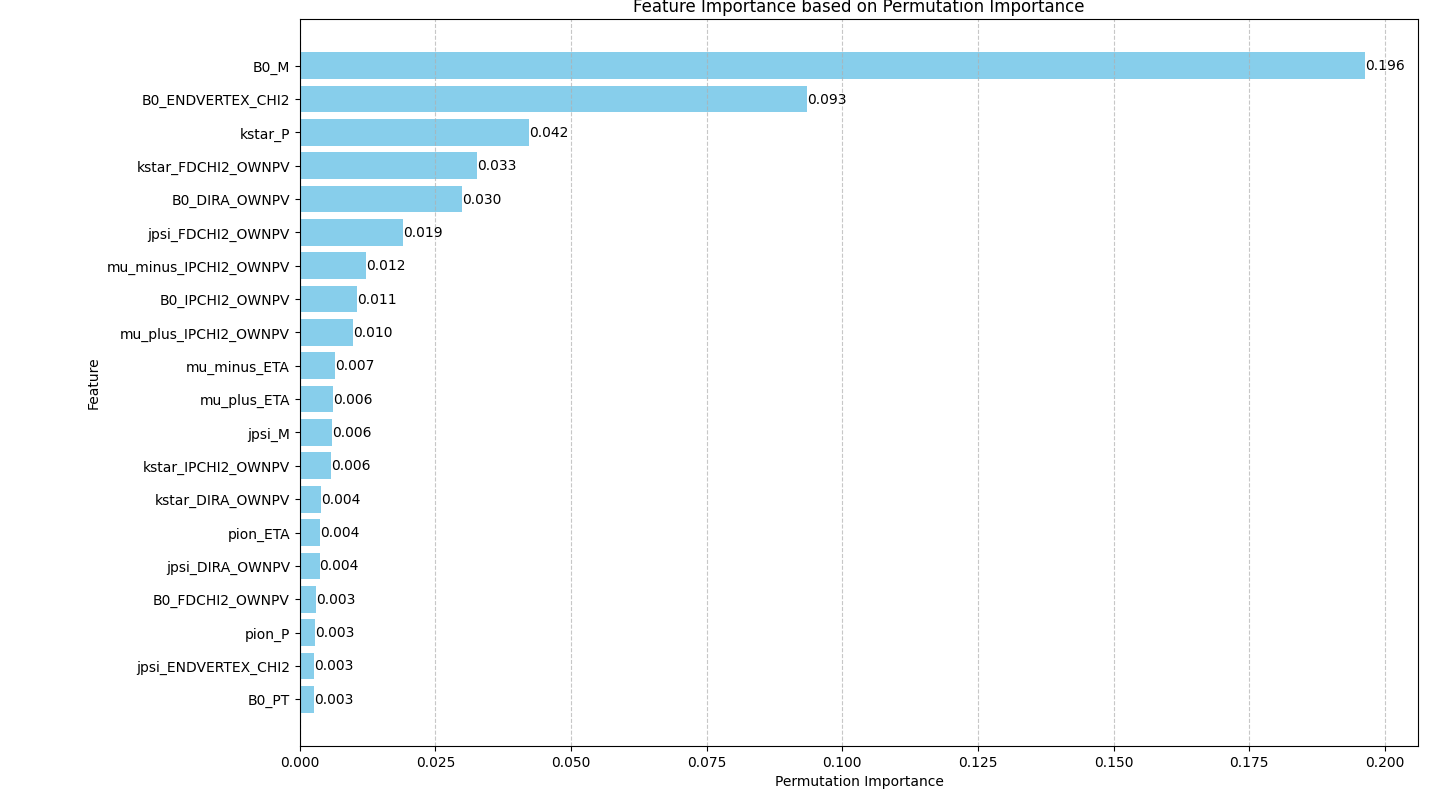 Feature Importance based on Permutation Importance
B0_M 0.196
B0_ENDVERTEX_CHI2 0.093
kstar_P 0.042
kstar_FDCHI2_OWNPV 0.033
B0_DIRA_OWNPV 0.030
jpsi_FDCHI2_OWNPV 0.019
mu_minus_IPCHI2_OWNPV 0.012
B0_IPCHI2_OWNPV 0.011
mu_plus_IPCHI2_OWNPV 0.010
mu_minus_ETA 0.007
mu_plus_ETA 0.006
jpsi_M 0.006
kstar_IPCHI2_OWNPV 0.006
kstar_DIRA_OWNPV 0.004
pion_ETA 0.004
jpsi_DIRA_OWNPV 0.004
B0_FDCHI2_OWNPV 0.003
pion_P 0.003
jpsi_ENDVERTEX_CHI2 0.003
B0_PT 0.003
Feature
0.000 0.025 0.050 0.075 0.100 0.125 0.150 0.175 0.200
Permutation Importance